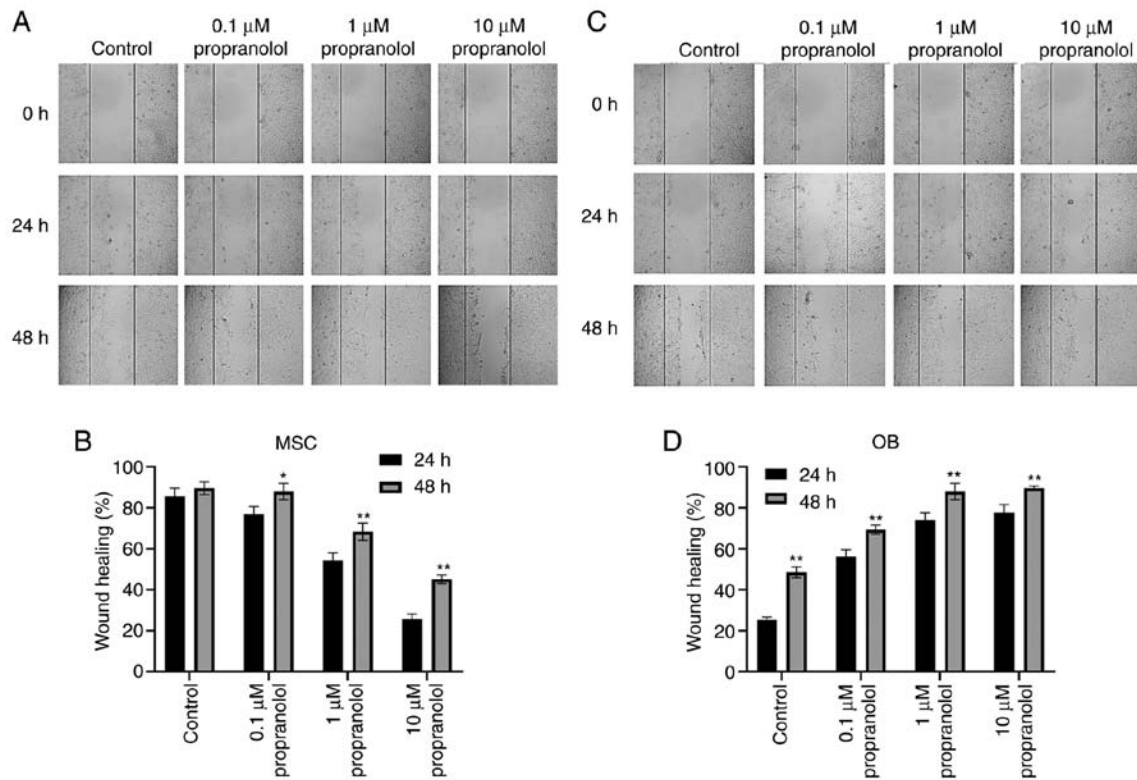 A
Control
0.1 μM
propranolol
1 μM
propranolol
10 μM
propranolol
0 h
24 h
48 h
C
Control
0.1 μM
propranolol
1 μM
propranolol
10 μM
propranolol
0 h
24 h
48 h
B
MSC
24 h
48 h
Wound healing (%)
100
80
60
40
20
0
*
**
**
Control
0.1 μM
propranolol
1 μM
propranolol
10 μM
propranolol
D
OB
24 h
48 h
Wound healing (%)
100
80
60
40
20
0
**
**
**
**
Control
0.1 μM
propranolol
1 μM
propranolol
10 μM
propranolol